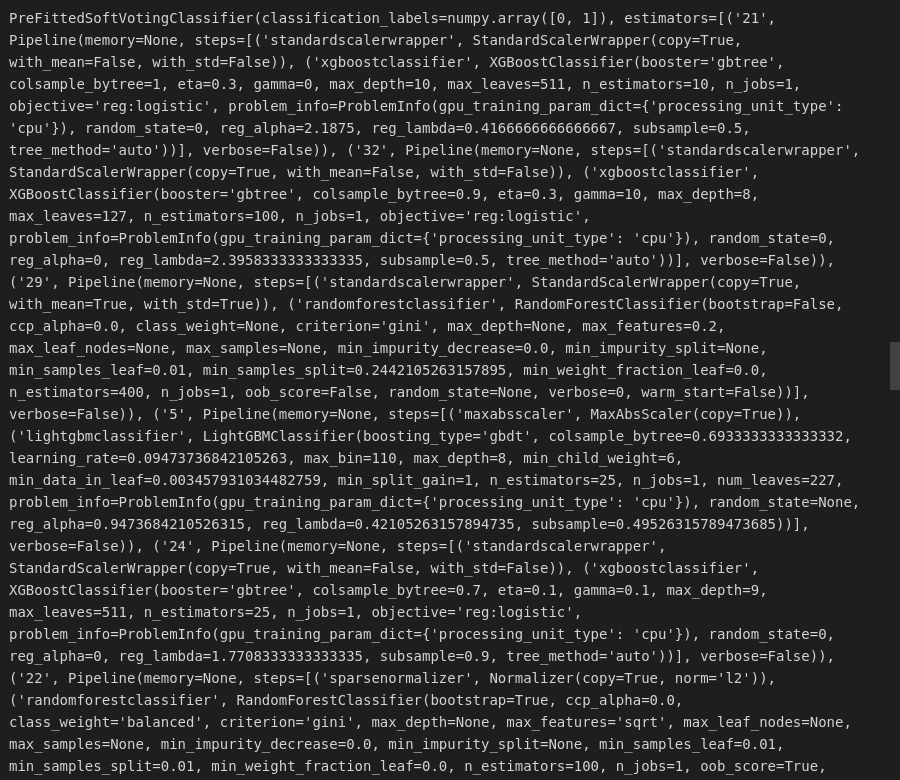 PreFittedSoftVotingClassifier(classification_labels=numpy.array([0, 1]), estimators=[('21',
Pipeline(memory=None, steps=[('standardscalerwrapper', StandardScalerWrapper(copy=True,
with_mean=False, with_std=False)), ('xgboostclassifier', XGBoostClassifier(booster='gbtree',
colsample_bytree=1, eta=0.3, gamma=0, max_depth=10, max_leaves=511, n_estimators=10, n_jobs=1,
objective='reg:logistic', problem_info=ProblemInfo(gpu_training_param_dict={'processing_unit_type':
'cpu'}), random_state=0, reg_alpha=2.1875, reg_lambda=0.4166666666666667, subsample=0.5,
tree_method='auto'))], verbose=False)), ('32', Pipeline(memory=None, steps=[('standardscalerwrapper',
StandardScalerWrapper(copy=True, with_mean=False, with_std=False)), ('xgboostclassifier',
XGBoostClassifier(booster='gbtree', colsample_bytree=0.9, eta=0.3, gamma=10, max_depth=8,
max_leaves=127, n_estimators=100, n_jobs=1, objective='reg:logistic',
problem_info=ProblemInfo(gpu_training_param_dict={'processing_unit_type': 'cpu'}), random_state=0,
reg_alpha=0, reg_lambda=2.3958333333333335, subsample=0.5, tree_method='auto'))], verbose=False)),
('29', Pipeline(memory=None, steps=[('standardscalerwrapper', StandardScalerWrapper(copy=True,
with_mean=True, with_std=True)), ('randomforestclassifier', RandomForestClassifier(bootstrap=False,
ccp_alpha=0.0, class_weight=None, criterion='gini', max_depth=None, max_features=0.2,
max_leaf_nodes=None, max_samples=None, min_impurity_decrease=0.0, min_impurity_split=None,
min_samples_leaf=0.01, min_samples_split=0.2442105263157895, min_weight_fraction_leaf=0.0,
n_estimators=400, n_jobs=1, oob_score=False, random_state=None, verbose=0, warm_start=False))],
verbose=False)), ('5', Pipeline(memory=None, steps=[('maxabsscaler', MaxAbsScaler(copy=True)),
('lightgbmclassifier', LightGBMClassifier(boosting_type='gbdt', colsample_bytree=0.6933333333333332,
learning_rate=0.09473736842105263, max_bin=110, max_depth=8, min_child_weight=6,
min_data_in_leaf=0.003457931034482759, min_split_gain=1, n_estimators=25, n_jobs=1, num_leaves=227,
problem_info=ProblemInfo(gpu_training_param_dict={'processing_unit_type': 'cpu'}), random_state=None,
reg_alpha=0.9473684210526315, reg_lambda=0.42105263157894735, subsample=0.49526315789473685))],
verbose=False)), ('24', Pipeline(memory=None, steps=[('standardscalerwrapper',
StandardScalerWrapper(copy=True, with_mean=False, with_std=False)), ('xgboostclassifier',
XGBoostClassifier(booster='gbtree', colsample_bytree=0.7, eta=0.1, gamma=0.1, max_depth=9,
max_leaves=511, n_estimators=25, n_jobs=1, objective='reg:logistic',
problem_info=ProblemInfo(gpu_training_param_dict={'processing_unit_type': 'cpu'}), random_state=0,
reg_alpha=0, reg_lambda=1.7708333333333335, subsample=0.9, tree_method='auto'))], verbose=False)),
('22', Pipeline(memory=None, steps=[('sparsenormalizer', Normalizer(copy=True, norm='l2')),
('randomforestclassifier', RandomForestClassifier(bootstrap=True, ccp_alpha=0.0,
class_weight='balanced', criterion='gini', max_depth=None, max_features='sqrt', max_leaf_nodes=None,
max_samples=None, min_impurity_decrease=0.0, min_impurity_split=None, min_samples_leaf=0.01,
min_samples_split=0.01, min_weight_fraction_leaf=0.0, n_estimators=100, n_jobs=1, oob_score=True,